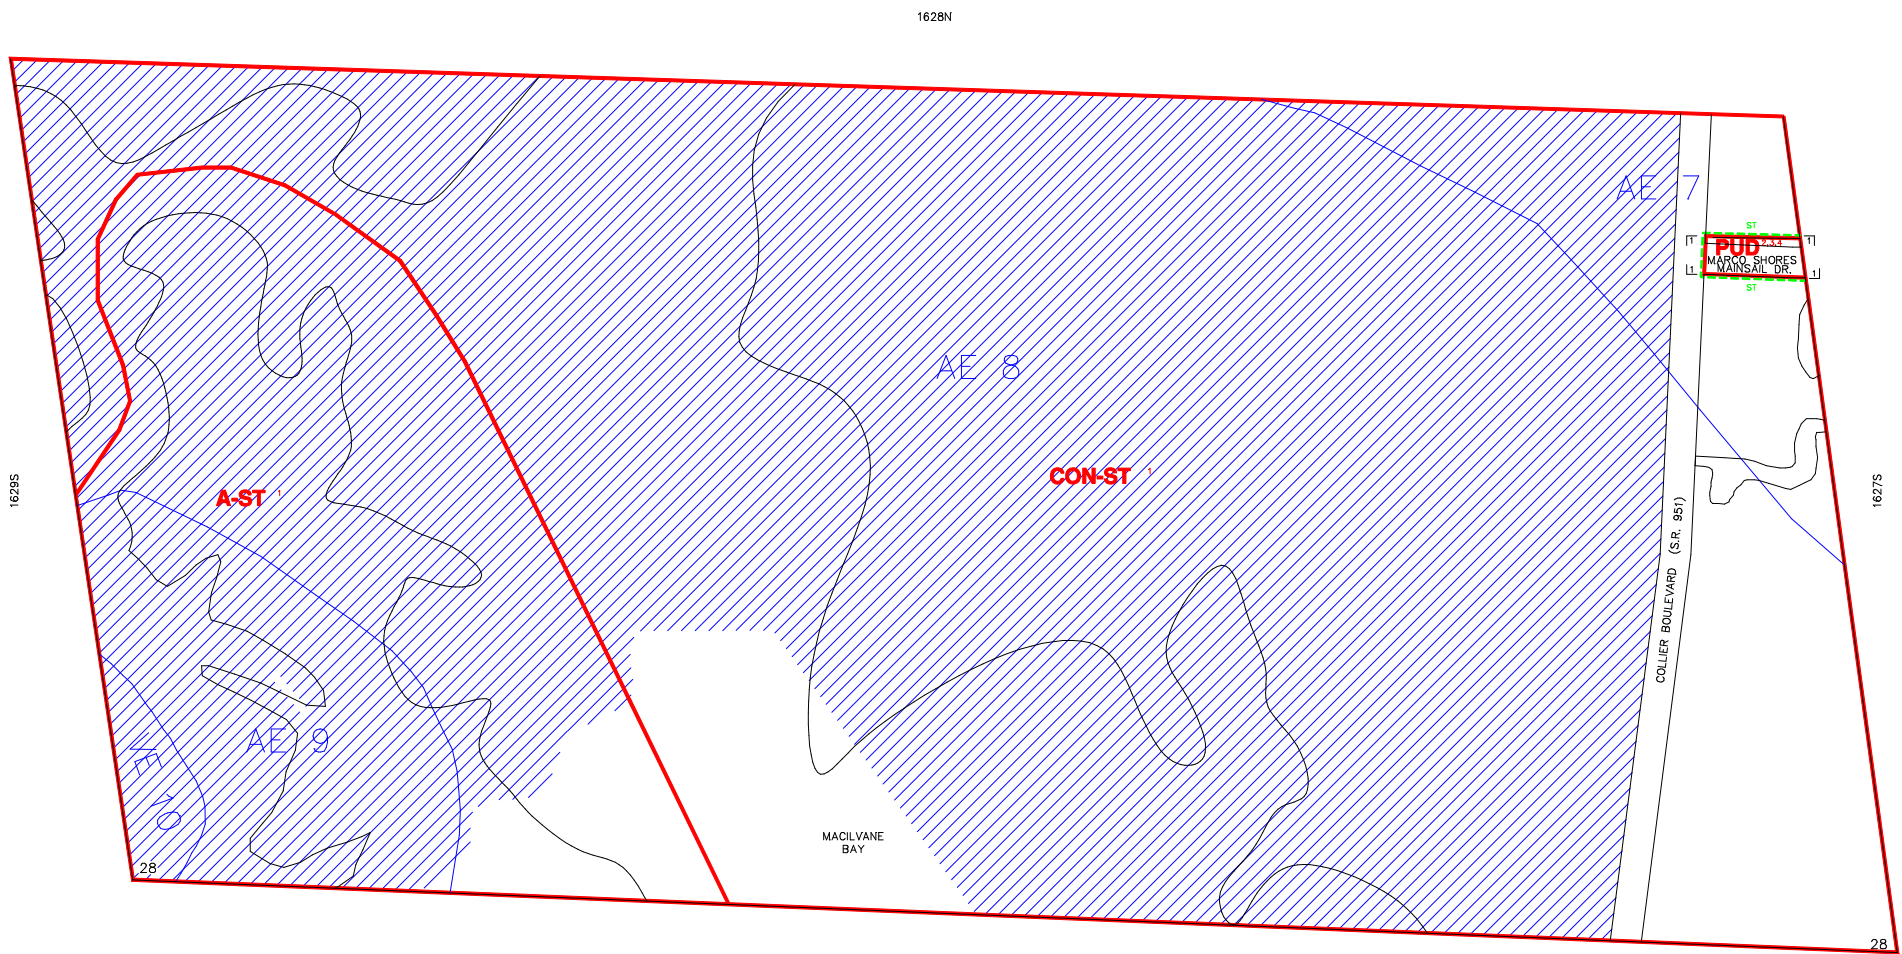 1628N
AE 7
ST
1
1
PUD 2,3,4
MARCO SHORES
MAINSAIL DR.
1
1
ST
AE 8
CON-ST 1
A-ST 1
1629S
1627S
COLLIER BOULEVARD (S.R. 951)
AE 9
AE 10
MACILVANE
BAY
28
28